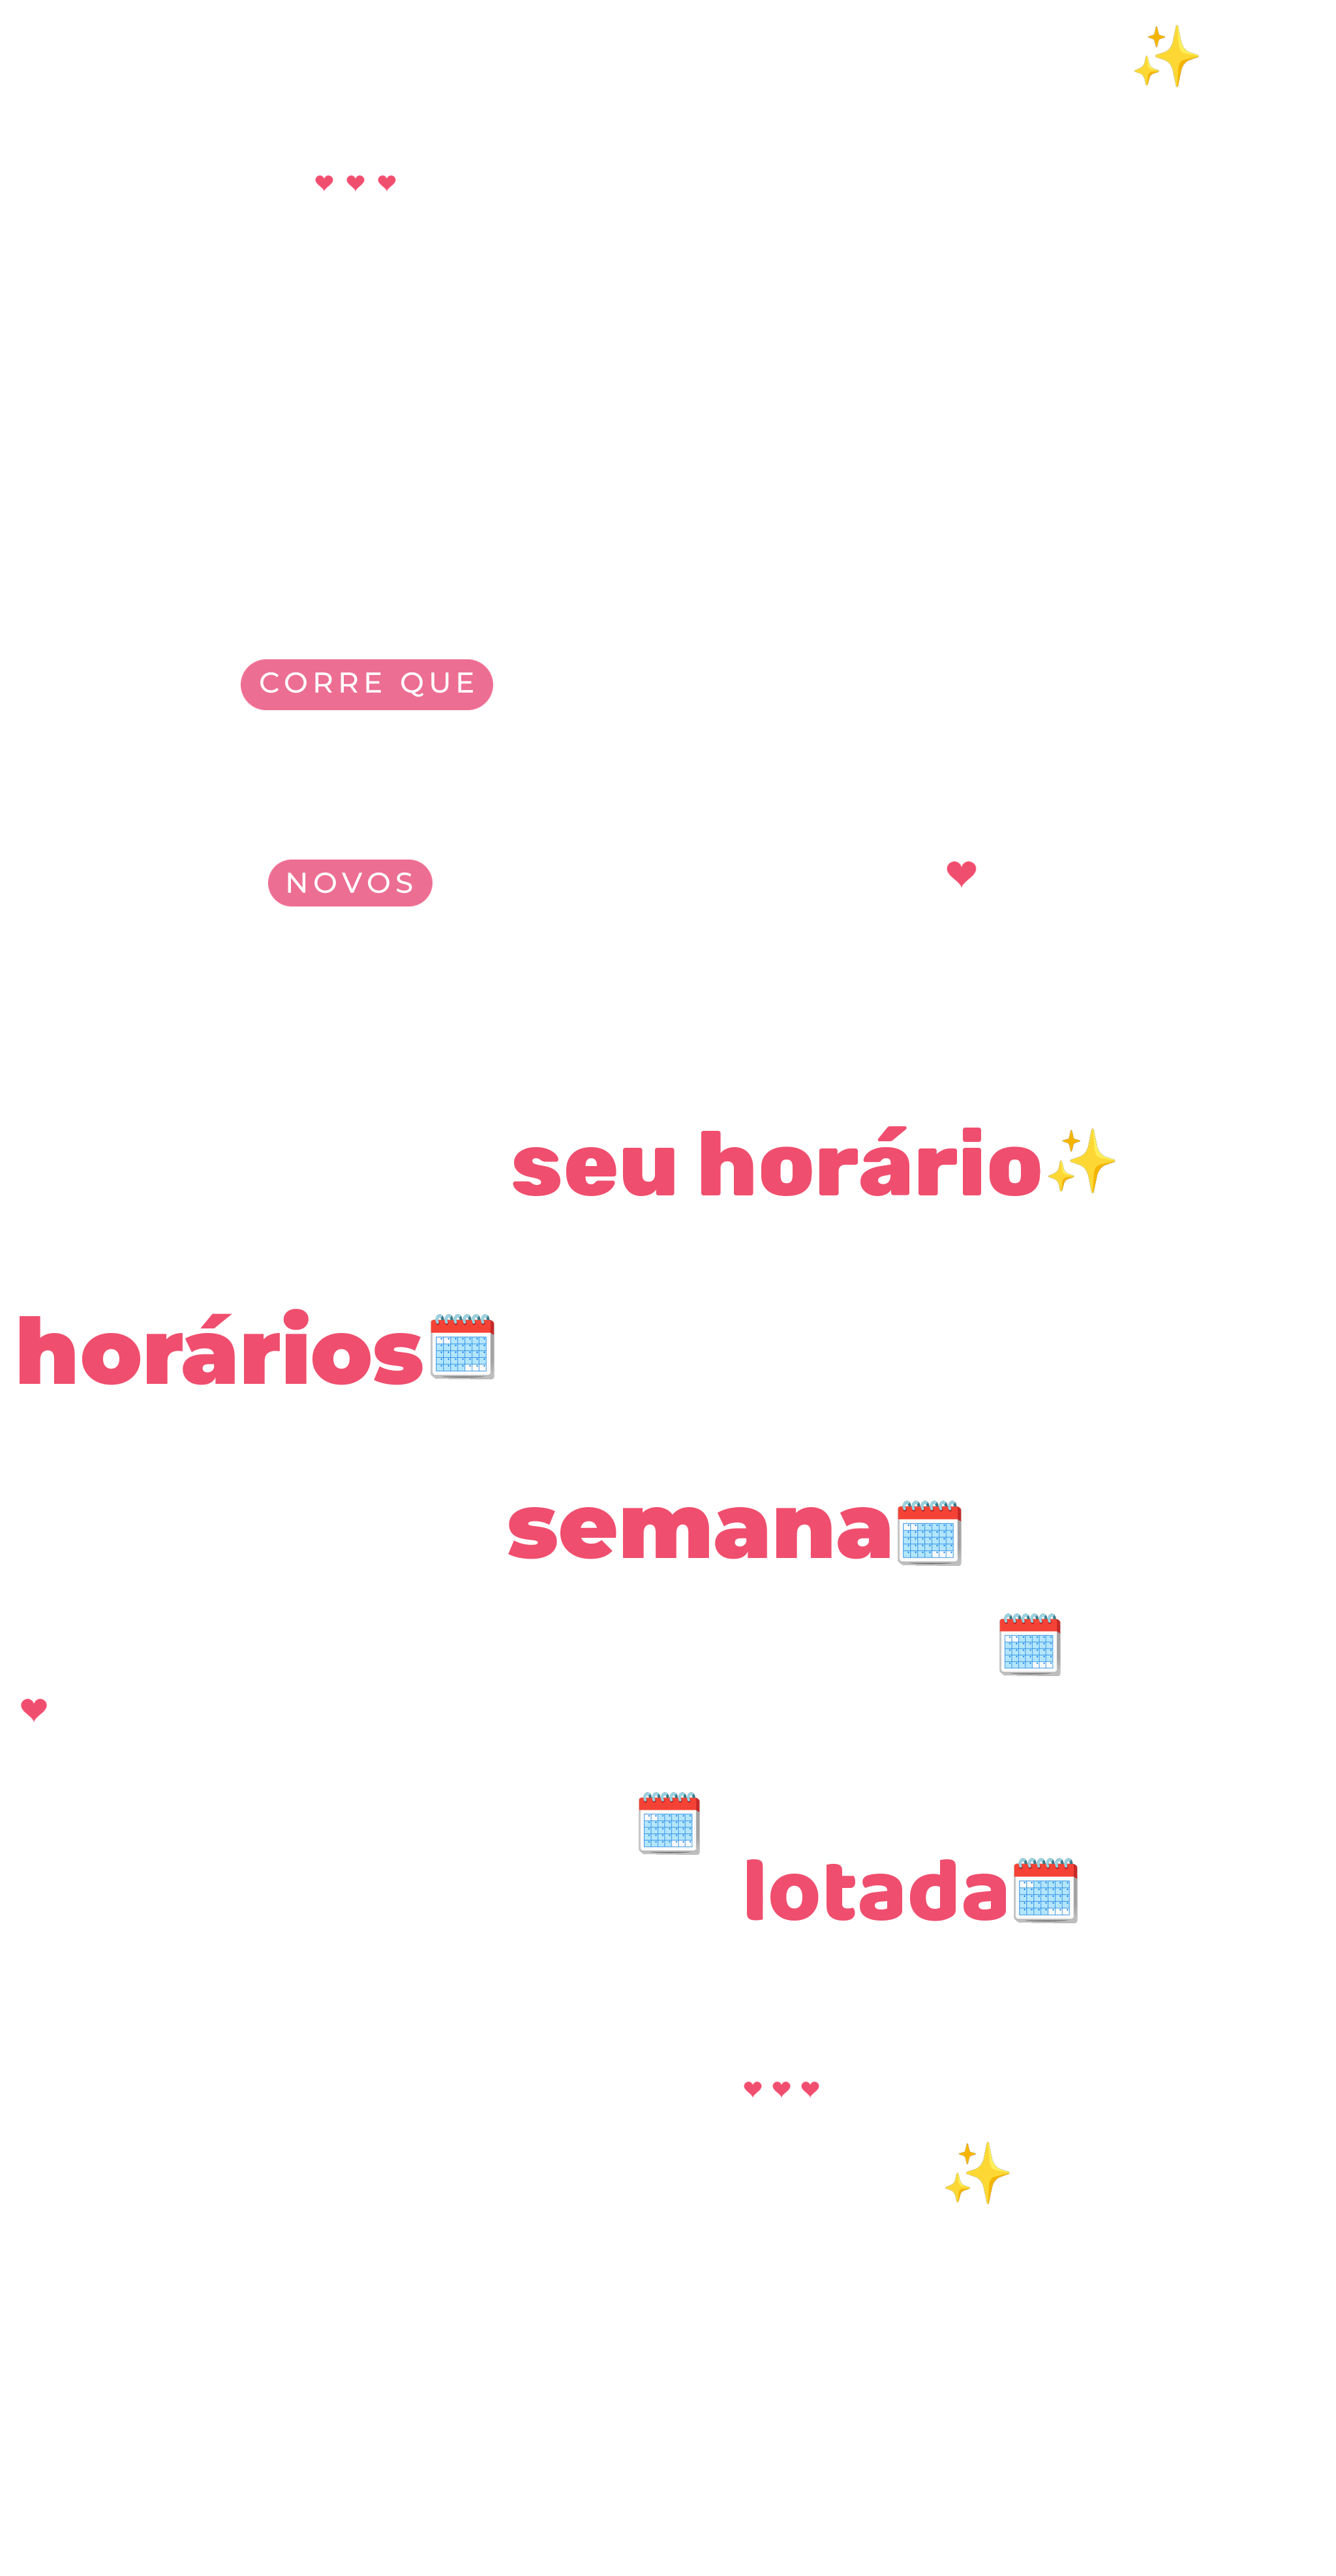 CORRE QUE
NOVOS
seu horário✨
horários🗓️
semana🗓️
lotada🗓️